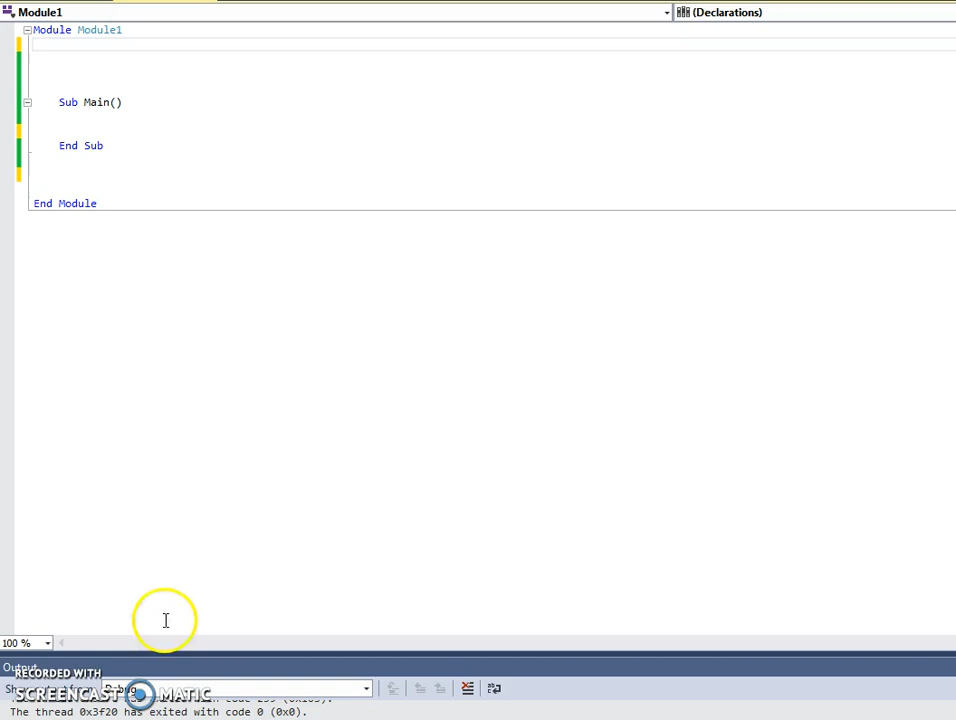 Module1
(Declarations)
Module Module1
Sub Main()
End Sub
End Module
100 %
Output
RECORDED WITH
Debug
SCREENCAST MATIC
The thread 0x3f20 has exited with code 0 (0x0).